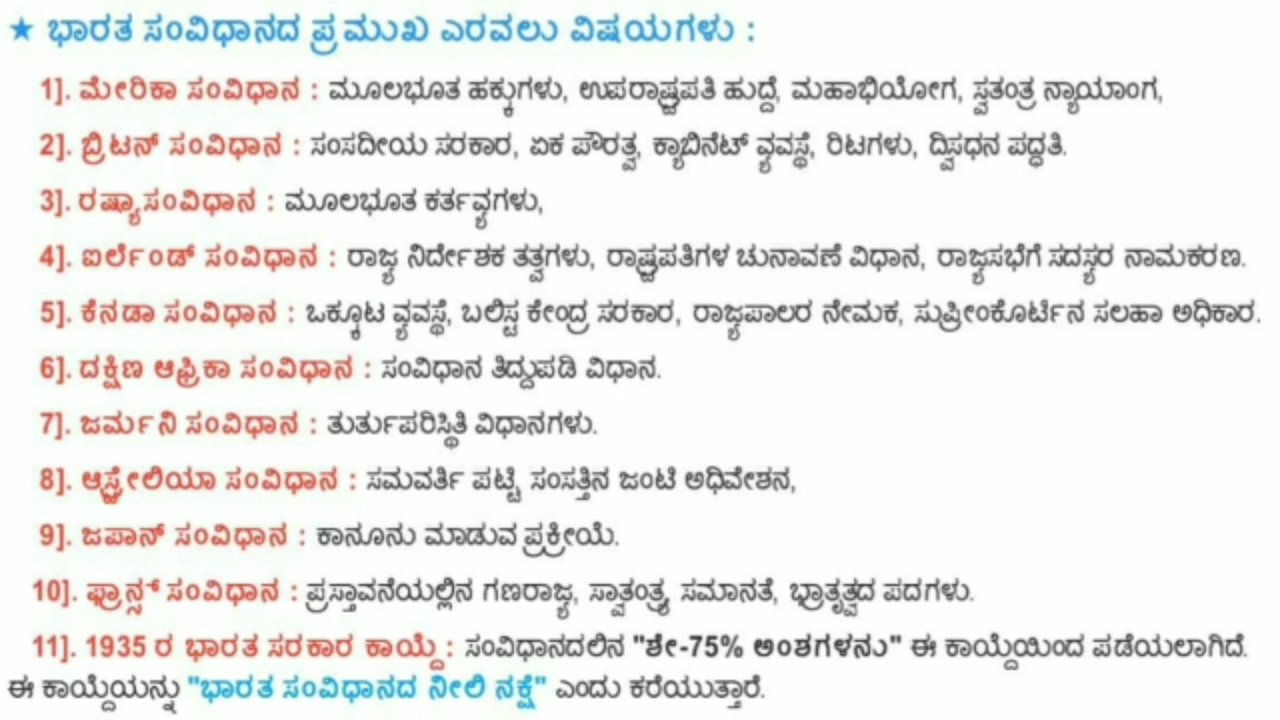 ★ ಭಾರತ ಸಂವಿಧಾನದ ಪ್ರಮುಖ ಎರವಲು ವಿಷಯಗಳು :
1]. ಮೇರಿಕಾ ಸಂವಿಧಾನ : ಮೂಲಭೂತ ಹಕ್ಕುಗಳು, ಉಪರಾಷ್ಟ್ರಪತಿ ಹುದ್ದೆ, ಮಹಾಭಿಯೋಗ, ಸ್ವತಂತ್ರ ನ್ಯಾಯಾಂಗ,
2]. ಬ್ರಿಟನ್ ಸಂವಿಧಾನ : ಸಂಸದೀಯ ಸರಕಾರ, ಏಕ ಪೌರತ್ವ, ಕ್ಯಾಬಿನೆಟ್ ವ್ಯವಸ್ಥೆ, ರಿಟಗಳು, ದ್ವಿಸಧನ ಪದ್ಧತಿ.
3]. ರಷ್ಯಾಸಂವಿಧಾನ : ಮೂಲಭೂತ ಕರ್ತವ್ಯಗಳು,
4]. ಐರ್ಲೆಂಡ್ ಸಂವಿಧಾನ : ರಾಜ್ಯ ನಿರ್ದೇಶಕ ತತ್ವಗಳು, ರಾಷ್ಟ್ರಪತಿಗಳ ಚುನಾವಣೆ ವಿಧಾನ, ರಾಜ್ಯಸಭೆಗೆ ಸದಸ್ಯರ ನಾಮಕರಣ.
5]. ಕೆನಡಾ ಸಂವಿಧಾನ : ಒಕ್ಕೂಟ ವ್ಯವಸ್ಥೆ, ಬಲಿಸ್ಟ ಕೇಂದ್ರ ಸರಕಾರ, ರಾಜ್ಯಪಾಲರ ನೇಮಕ, ಸುಪ್ರೀಂಕೊರ್ಟಿನ ಸಲಹಾ ಅಧಿಕಾರ.
6]. ದಕ್ಷಿಣ ಆಫ್ರಿಕಾ ಸಂವಿಧಾನ : ಸಂವಿಧಾನ ತಿದ್ದುಪಡಿ ವಿಧಾನ.
7]. ಜರ್ಮನಿ ಸಂವಿಧಾನ : ತುರ್ತುಪರಿಸ್ಥಿತಿ ವಿಧಾನಗಳು.
8]. ಆಸ್ಟ್ರೇಲಿಯಾ ಸಂವಿಧಾನ : ಸಮವರ್ತಿ ಪಟ್ಟಿ, ಸಂಸತ್ತಿನ ಜಂಟಿ ಅಧಿವೇಶನ,
9]. ಜಪಾನ್ ಸಂವಿಧಾನ : ಕಾನೂನು ಮಾಡುವ ಪ್ರಕ್ರೀಯೆ.
10]. ಫ್ರಾನ್ಸ್ ಸಂವಿಧಾನ : ಪ್ರಸ್ತಾವನೆಯಲ್ಲಿನ ಗಣರಾಜ್ಯ, ಸ್ವಾತ್ವಂತ್ರ್ಯ, ಸಮಾನತೆ, ಭ್ರಾತೃತ್ವದ ಪದಗಳು.
11]. 1935 ರ ಭಾರತ ಸರಕಾರ ಕಾಯ್ದೆ : ಸಂವಿಧಾನದಲಿನ "ಶೇ-75% ಅಂಶಗಳನು" ಈ ಕಾಯ್ದೆಯಿಂದ ಪಡೆಯಲಾಗಿದೆ.
ಈ ಕಾಯ್ದೆಯನ್ನು "ಭಾರತ ಸಂವಿಧಾನದ ನೀಲಿ ನಕ್ಷೆ" ಎಂದು ಕರೆಯುತ್ತಾರೆ.